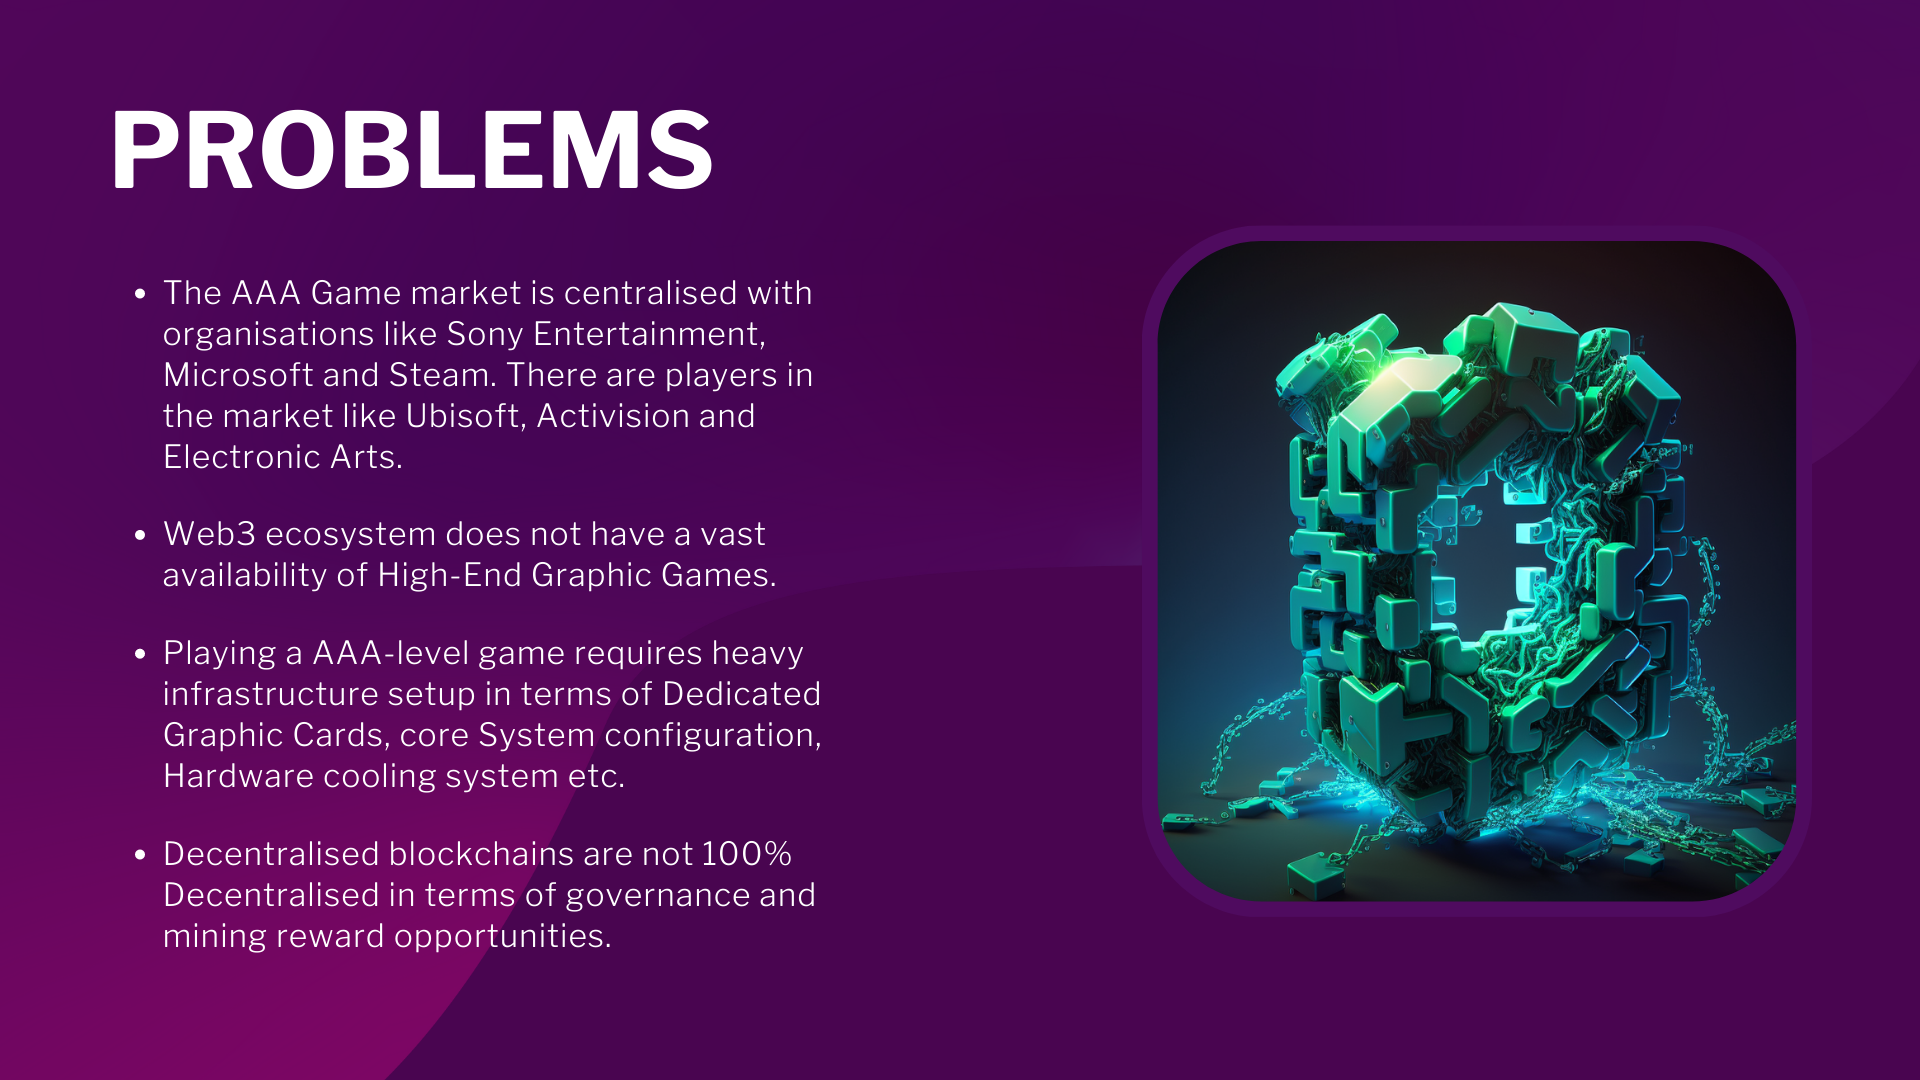 PROBLEMS
• The AAA Game market is centralised with
organisations like Sony Entertainment,
Microsoft and Steam. There are players in
the market like Ubisoft, Activision and
Electronic Arts.
• Web3 ecosystem does not have a vast
availability of High-End Graphic Games.
• Playing a AAA-level game requires heavy
infrastructure setup in terms of Dedicated
Graphic Cards, core System configuration,
Hardware cooling system etc.
• Decentralised blockchains are not 100%
Decentralised in terms of governance and
mining reward opportunities.